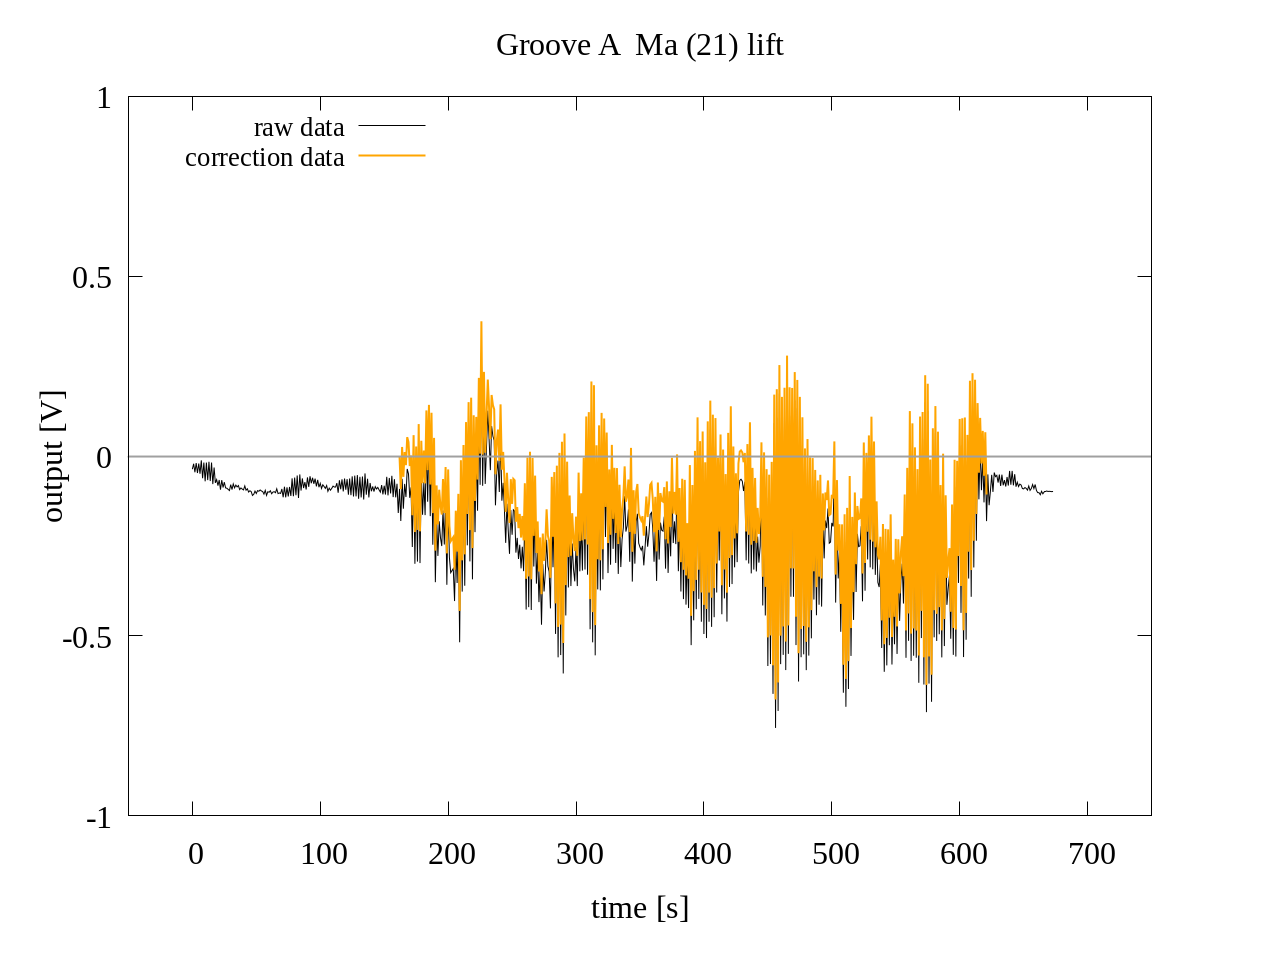 Groove A  Ma (21) lift
raw data
correction data
output [V]
1
0.5
0
-0.5
-1
0 100 200 300 400 500 600 700
time [s]